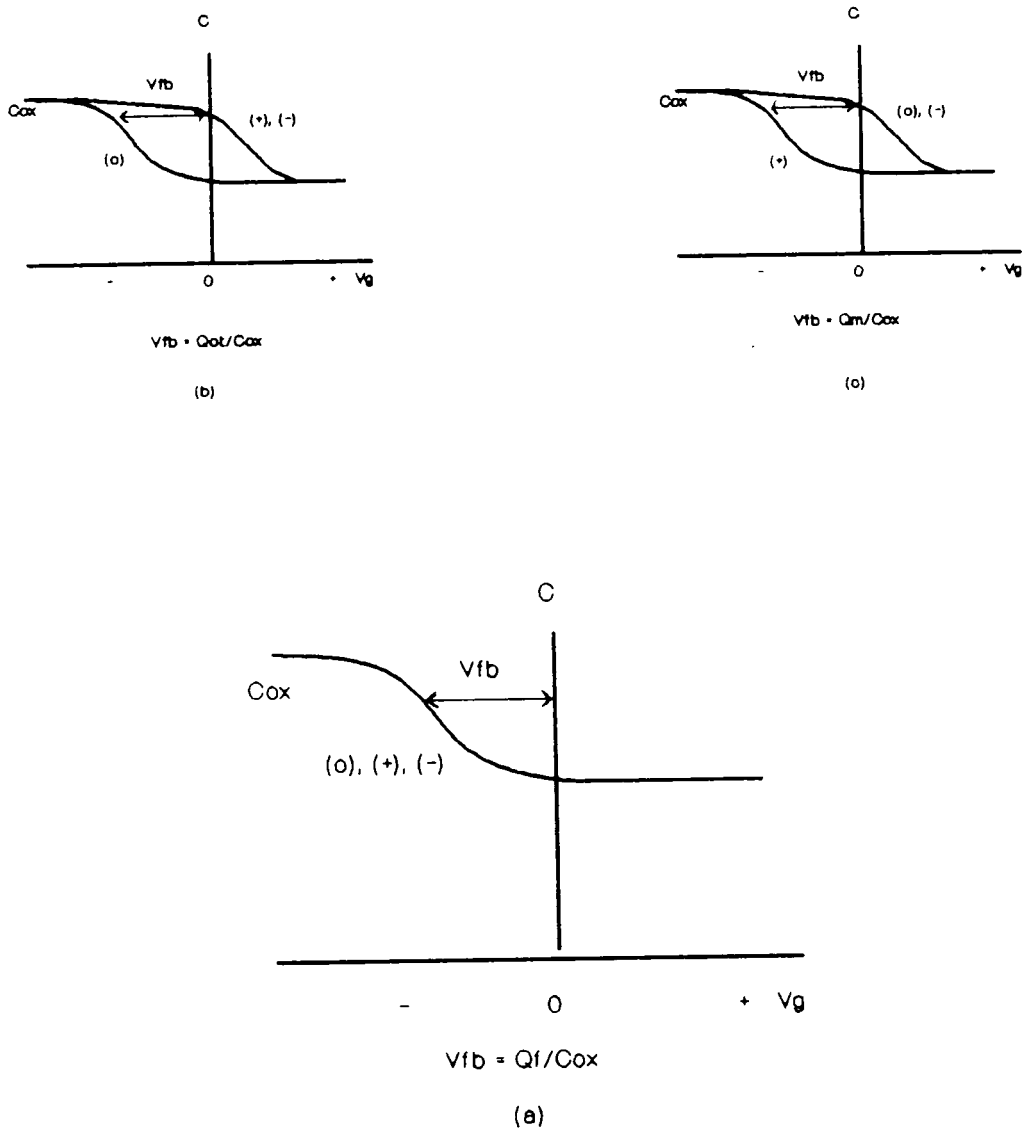 C
Vfb
Cox
(+), (-)
(o)
-
0
+ Vg
Vfb = Qot/Cox
(b)
C
Vfb
Cox
(o), (-)
(+)
-
0
+ Vg
Vfb = Qm/Cox
(c)
C
Vfb
Cox
(o), (+), (-)
-
0
+ Vg
Vfb = Qf/Cox
(a)